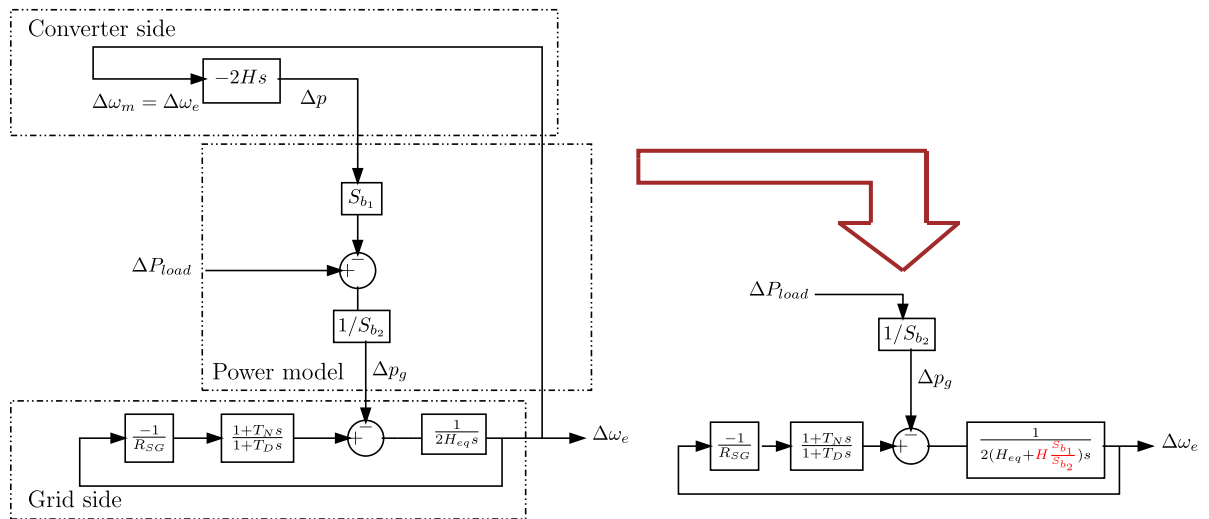 Converter side
−2Hs
Δω_m = Δω_e
Δp
S_{b_1}
−
ΔP_{load}
+
1/S_{b_2}
Power model
Δp_g
−1/R_{SG}
1+T_N s/1+T_D s
−
+
1/2H_{eq}s
Δω_e
Grid side
ΔP_{load}
1/S_{b_2}
Δp_g
−1/R_{SG}
1+T_N s/1+T_D s
−
+
1/2(H_{eq}+H S_{b_1}/S_{b_2})s
Δω_e